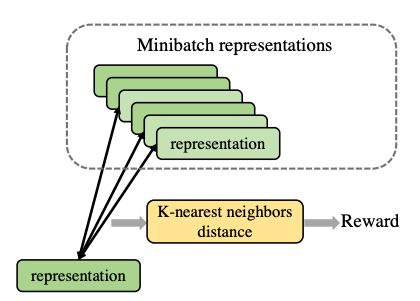 Minibatch representations
representation
K-nearest neighbors
distance
Reward
representation